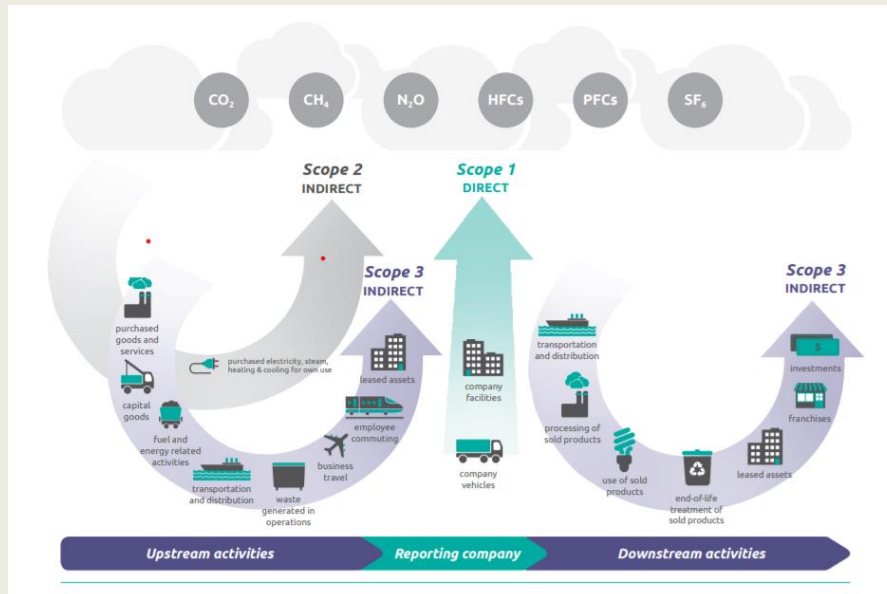 CO₂
CH₄
N₂O
HFCs
PFCs
SF₆
Scope 2
INDIRECT
Scope 1
DIRECT
Scope 3
INDIRECT
Scope 3
INDIRECT
purchased
goods and
services
capital
goods
fuel and
energy related
activities
transportation
and distribution
waste
generated in
operations
business
travel
employee
commuting
leased assets
purchased electricity, steam,
heating & cooling for own use
company
facilities
company
vehicles
transportation
and distribution
processing of
sold products
use of sold
products
end-of-life
treatment of
sold products
leased assets
franchises
$
investments
Upstream activities
Reporting company
Downstream activities